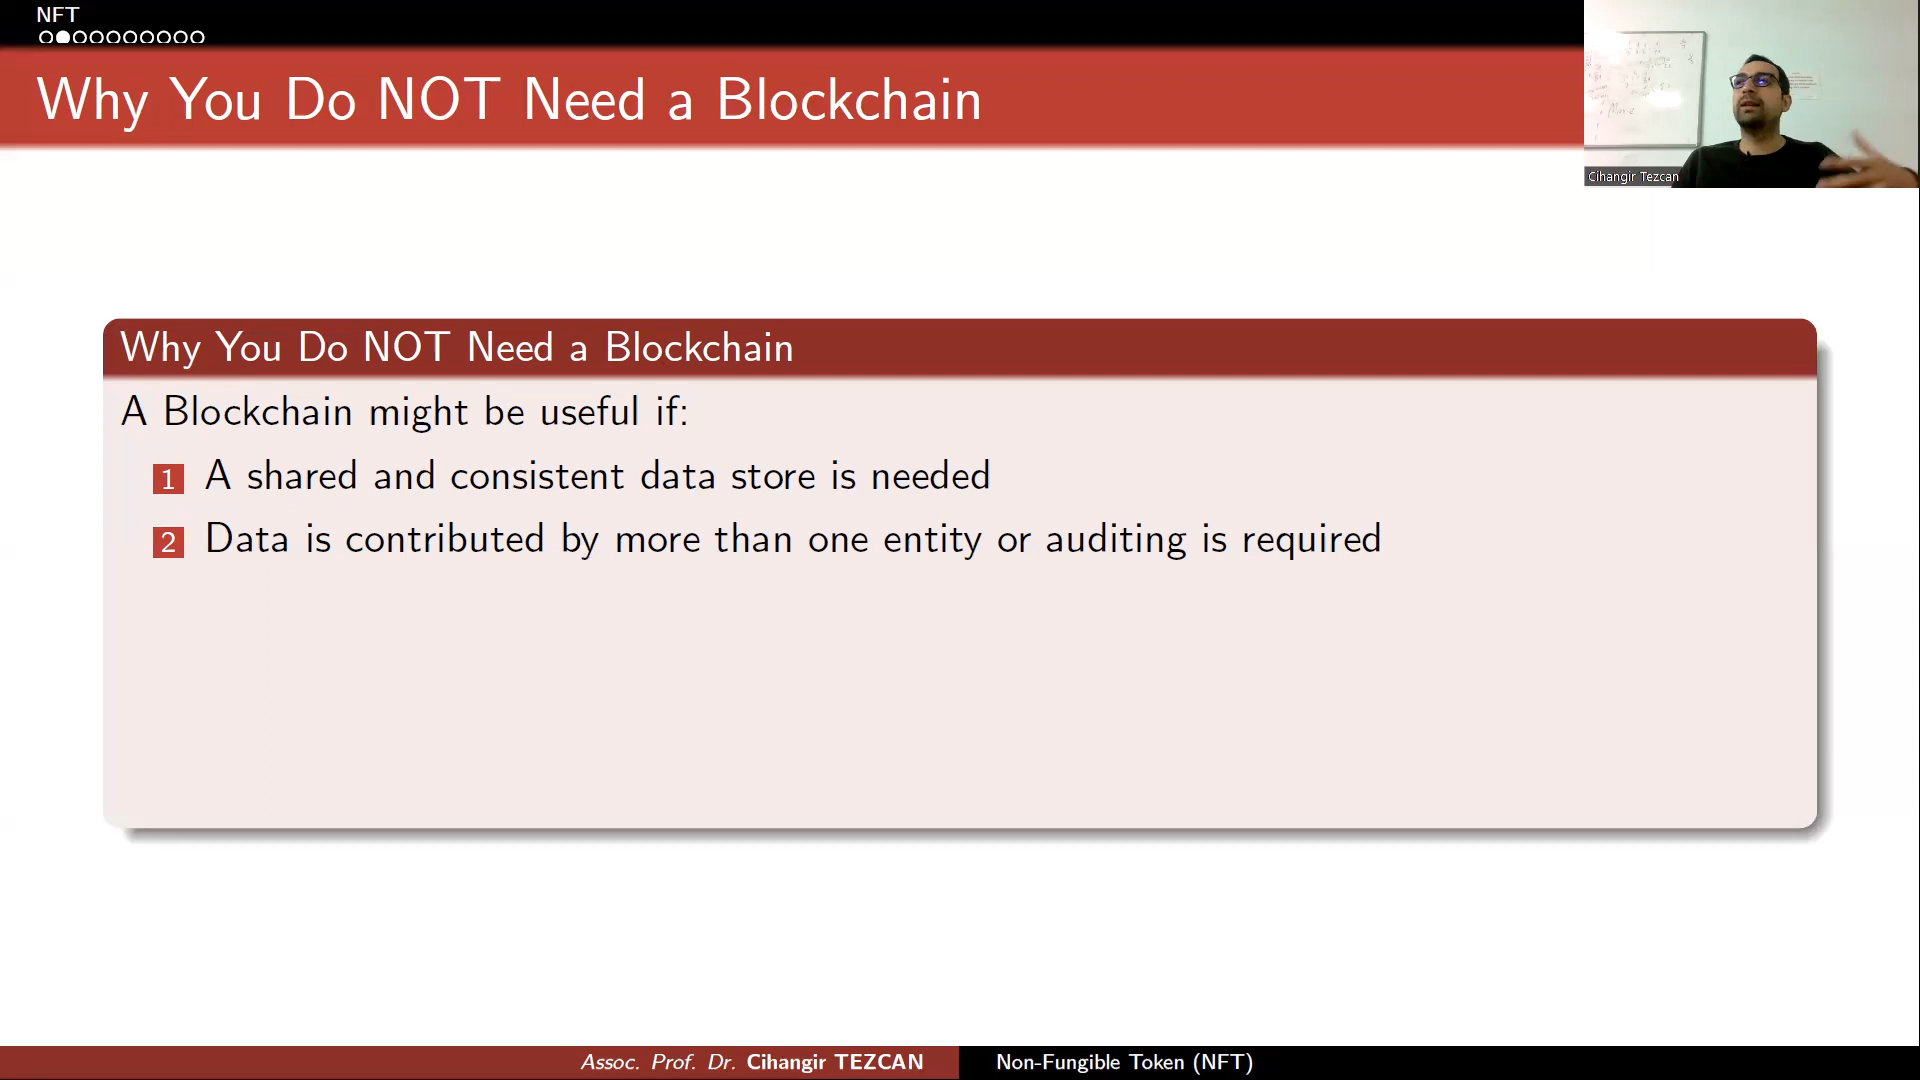 NFT
Why You Do NOT Need a Blockchain
Cihangir Tezcan
Why You Do NOT Need a Blockchain
A Blockchain might be useful if:
1 A shared and consistent data store is needed
2 Data is contributed by more than one entity or auditing is required
Assoc. Prof. Dr. Cihangir TEZCAN
Non-Fungible Token (NFT)